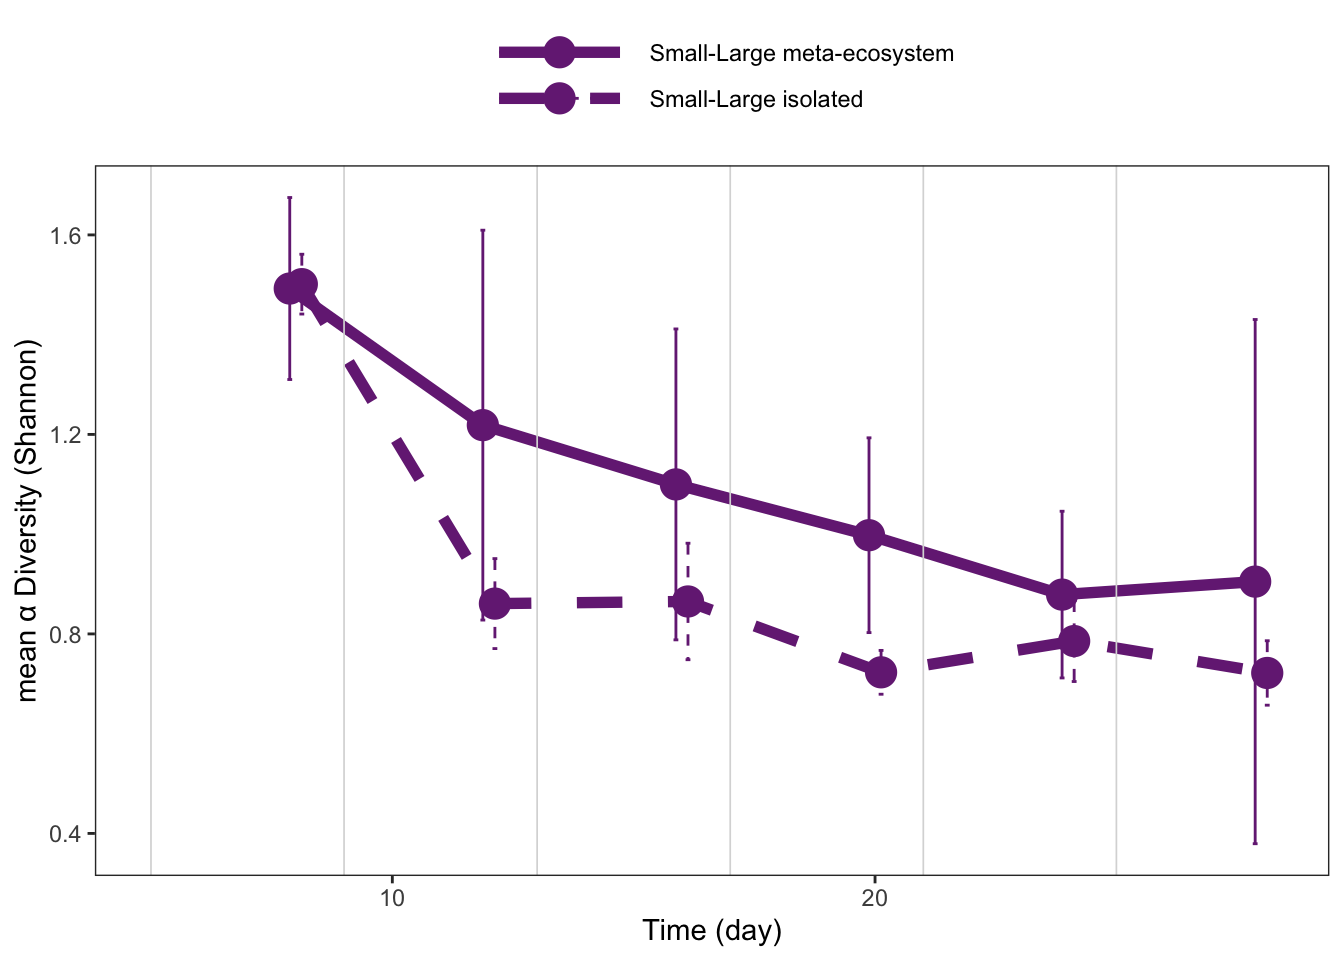 Small-Large meta-ecosystem
Small-Large isolated
mean α Diversity (Shannon)
1.6
1.2
0.8
0.4
10
20
Time (day)